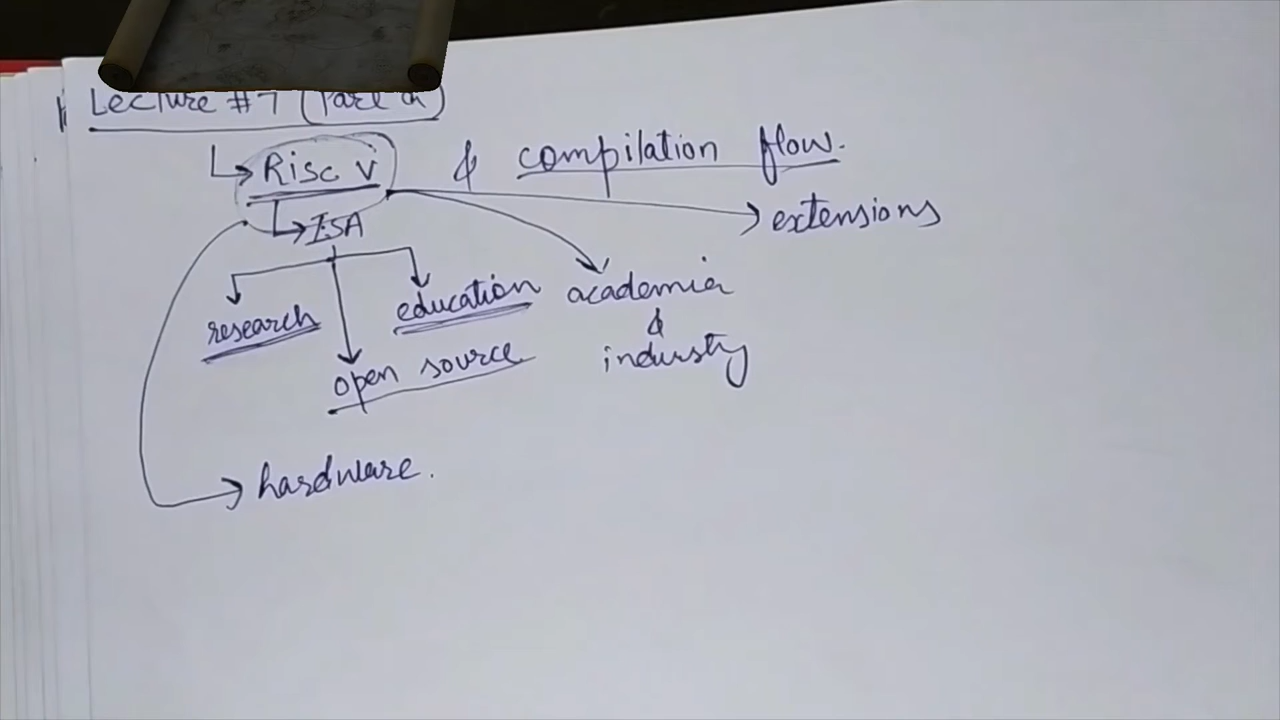 Lecture #7 (Part a)
Risc v & compilation flow.
extensions
ISA
research
education
academia
&
industry
open source
hardware.